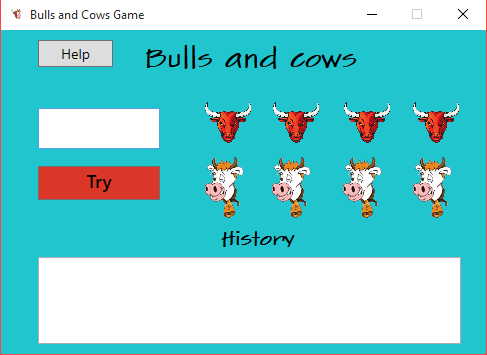 Bulls and Cows Game
Help
Bulls and cows
Try
History